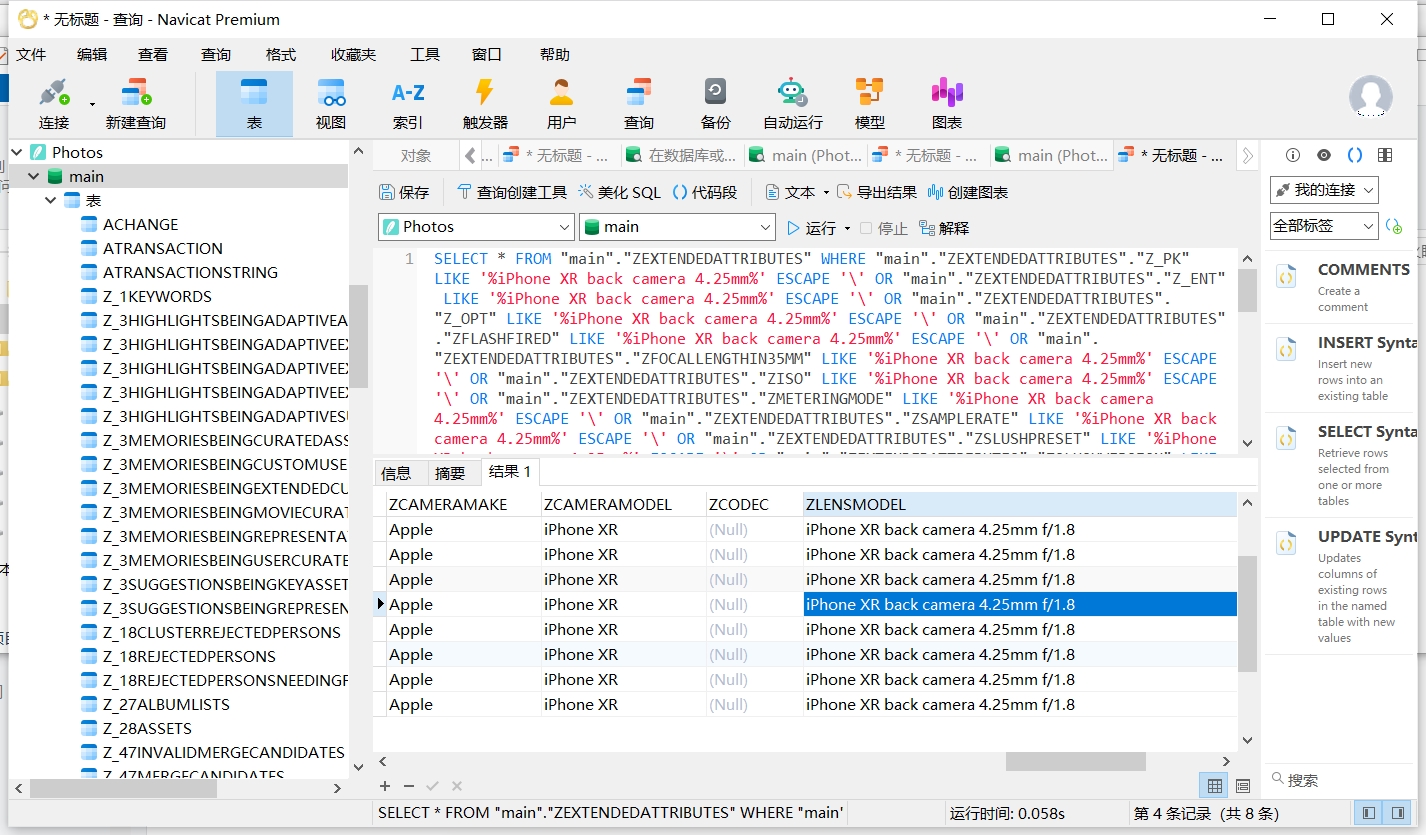 * 无标题 - 查询 - Navicat Premium
文件 编辑 查看 查询 格式 收藏夹 工具 窗口 帮助
连接 新建查询 表 视图 A-Z 索引 触发器 用户 查询 备份 自动运行 模型 图表
Photos
main
表
ACHANGE
ATRANSACTION
ATRANSACTIONSTRING
Z_1KEYWORDS
Z_3HIGHLIGHTSBEINGADAPTIVEA
Z_3HIGHLIGHTSBEINGADAPTIVEEX
Z_3HIGHLIGHTSBEINGADAPTIVEEX
Z_3HIGHLIGHTSBEINGADAPTIVEEX
Z_3HIGHLIGHTSBEINGADAPTIVESU
Z_3MEMORIESBEINGCURATEDASS
Z_3MEMORIESBEINGCUSTOMUSE
Z_3MEMORIESBEINGEXTENDEDCU
Z_3MEMORIESBEINGMOVIECURAT
Z_3MEMORIESBEINGREPRESENTA
Z_3MEMORIESBEINGUSERCURATE
Z_3SUGGESTIONSBEINGKEYASSET
Z_3SUGGESTIONSBEINGREPRESEN
Z_18CLUSTERREJECTEDPERSONS
Z_18REJECTEDPERSONS
Z_18REJECTEDPERSONSNEEDINGF
Z_27ALBUMLISTS
Z_28ASSETS
Z_47INVALIDMERGECANDIDATES
Z_47MERGECANDIDATES
对象 ... * 无标题 - ... 在数据库或... main (Phot... * 无标题 - ... main (Phot... * 无标题 - ...
保存 查询创建工具 美化 SQL 代码段 文本 导出结果 创建图表
Photos main 运行 停止 解释
1 SELECT * FROM "main"."ZEXTENDEDATTRIBUTES" WHERE "main"."ZEXTENDEDATTRIBUTES"."Z_PK"
LIKE '%iPhone XR back camera 4.25mm%' ESCAPE '\' OR "main"."ZEXTENDEDATTRIBUTES"."Z_ENT"
LIKE '%iPhone XR back camera 4.25mm%' ESCAPE '\' OR "main"."ZEXTENDEDATTRIBUTES".
"Z_OPT" LIKE '%iPhone XR back camera 4.25mm%' ESCAPE '\' OR "main"."ZEXTENDEDATTRIBUTES"
."ZFLASHFIRED" LIKE '%iPhone XR back camera 4.25mm%' ESCAPE '\' OR "main".
"ZEXTENDEDATTRIBUTES"."ZFOCALLENGTHIN35MM" LIKE '%iPhone XR back camera 4.25mm%' ESCAPE
'\' OR "main"."ZEXTENDEDATTRIBUTES"."ZISO" LIKE '%iPhone XR back camera 4.25mm%' ESCAPE
'\' OR "main"."ZEXTENDEDATTRIBUTES"."ZMETERINGMODE" LIKE '%iPhone XR back camera
4.25mm%' ESCAPE '\' OR "main"."ZEXTENDEDATTRIBUTES"."ZSAMPLERATE" LIKE '%iPhone XR back
camera 4.25mm%' ESCAPE '\' OR "main"."ZEXTENDEDATTRIBUTES"."ZSLUSHPRESET" LIKE '%iPhone
信息 摘要 结果 1
ZCAMERAMAKE ZCAMERAMODEL ZCODEC ZLENSMODEL
Apple iPhone XR (Null) iPhone XR back camera 4.25mm f/1.8
Apple iPhone XR (Null) iPhone XR back camera 4.25mm f/1.8
Apple iPhone XR (Null) iPhone XR back camera 4.25mm f/1.8
Apple iPhone XR (Null) iPhone XR back camera 4.25mm f/1.8
Apple iPhone XR (Null) iPhone XR back camera 4.25mm f/1.8
Apple iPhone XR (Null) iPhone XR back camera 4.25mm f/1.8
Apple iPhone XR (Null) iPhone XR back camera 4.25mm f/1.8
Apple iPhone XR (Null) iPhone XR back camera 4.25mm f/1.8
SELECT * FROM "main"."ZEXTENDEDATTRIBUTES" WHERE "main' 运行时间: 0.058s 第 4 条记录 (共 8 条)
我的连接
全部标签
COMMENTS
Create a
comment
INSERT Synta
Insert new
rows into an
existing table
SELECT Synta
Retrieve rows
selected from
one or more
tables
UPDATE Synt
Updates
columns of
existing rows
in the named
table with new
values
搜索